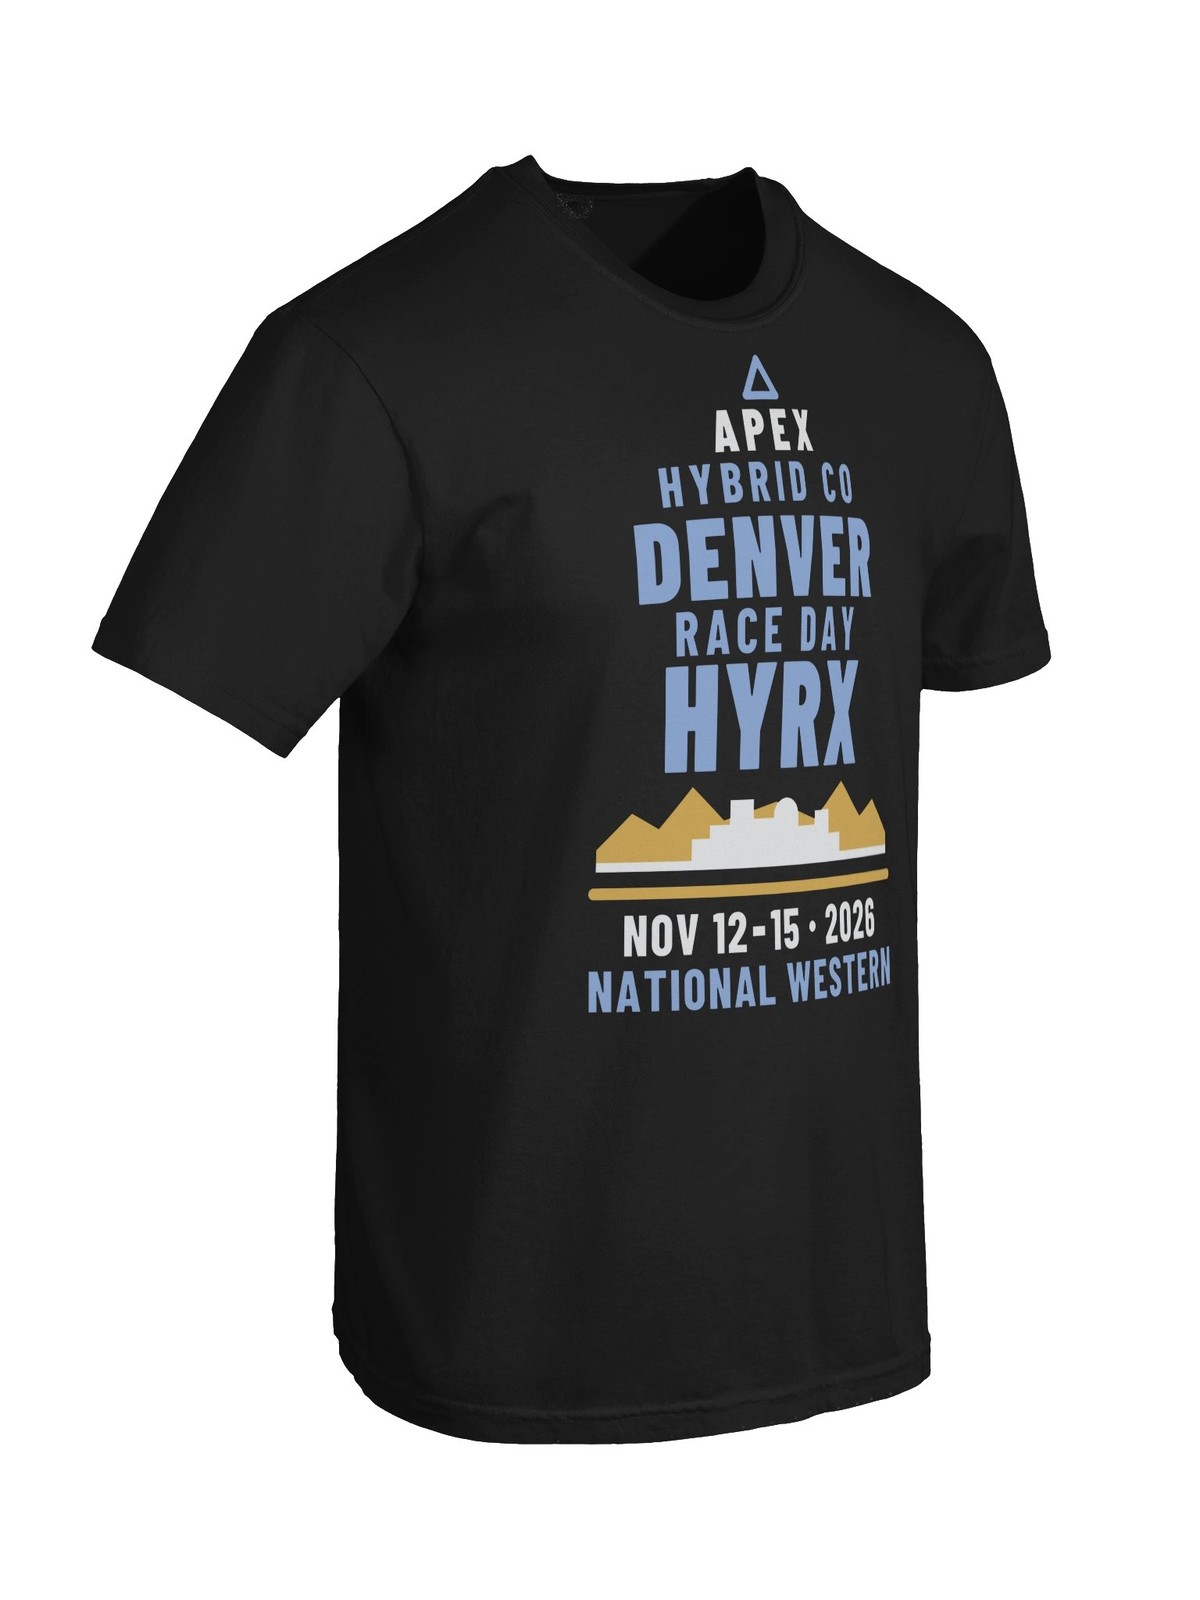 APEX
HYBRID CO
DENVER
RACE DAY
HYRX
NOV 12-15 • 2026
NATIONAL WESTERN